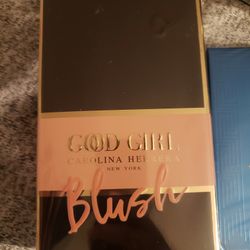 GOOD GIRL
CAROLINA HERRERA
NEW YORK
Blush